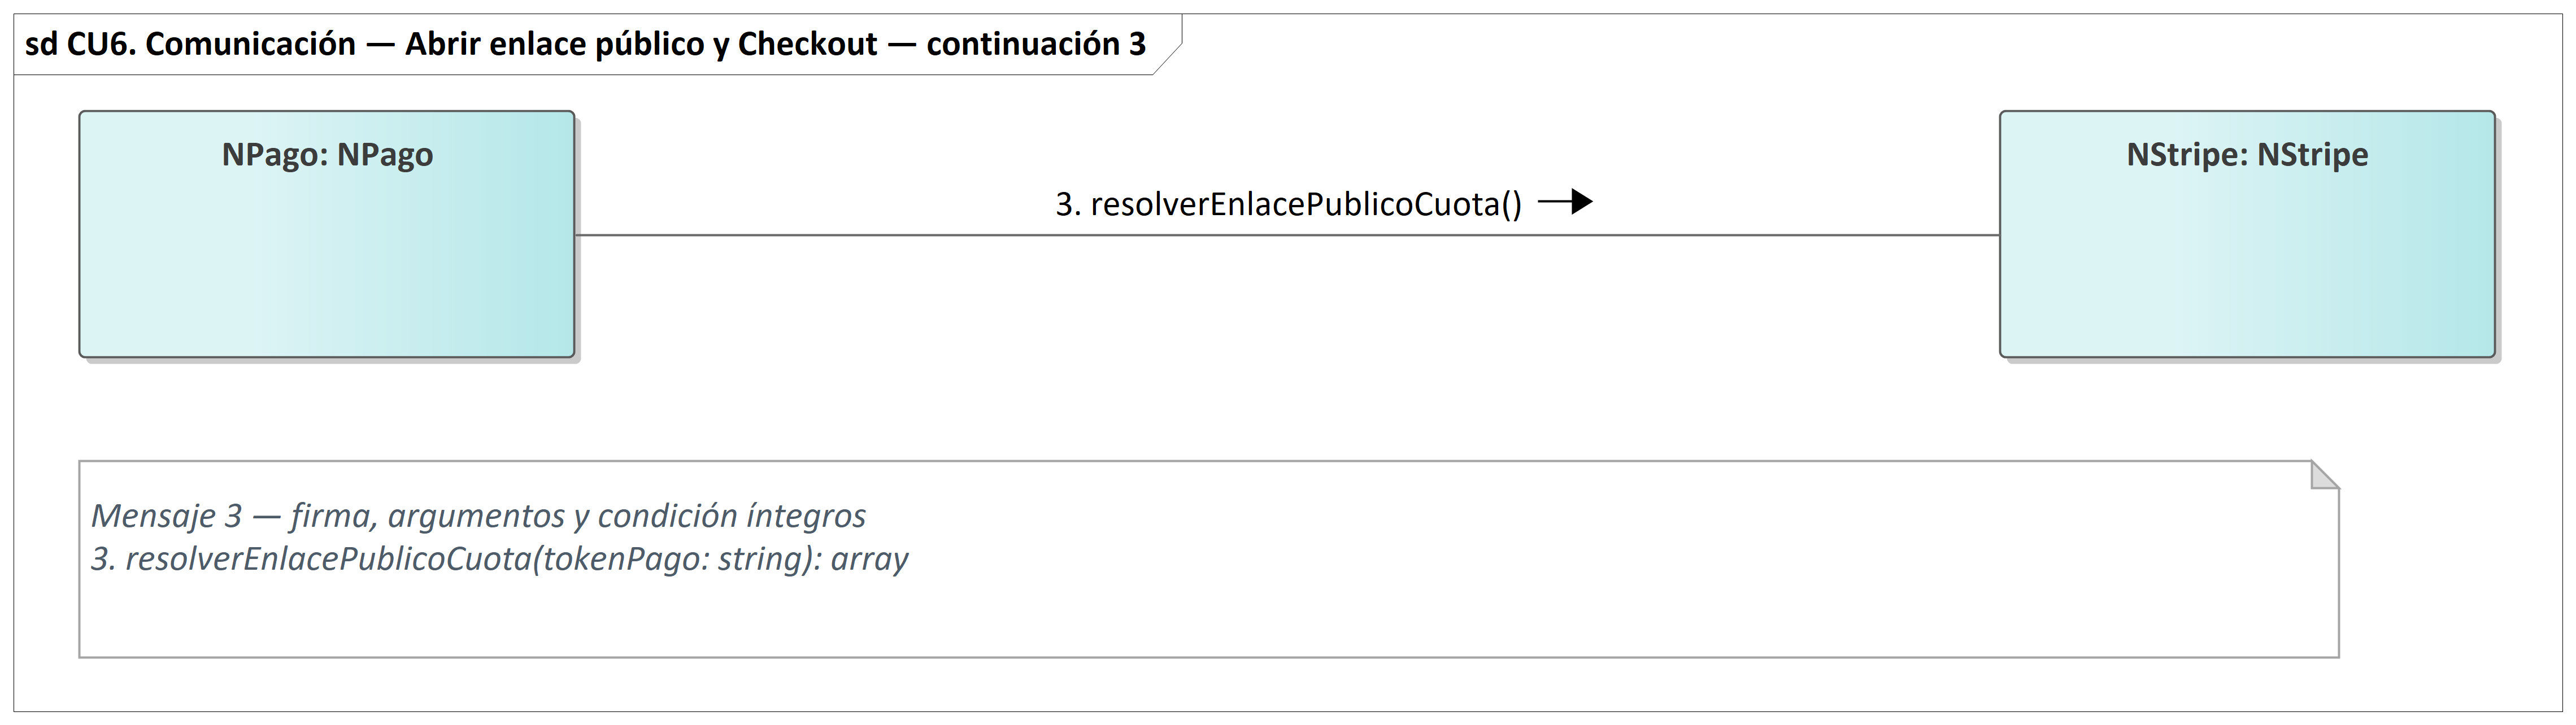 sd CU6. Comunicación — Abrir enlace público y Checkout — continuación 3
NPago: NPago
NStripe: NStripe
3. resolverEnlacePublicoCuota()
Mensaje 3 — firma, argumentos y condición íntegros
3. resolverEnlacePublicoCuota(tokenPago: string): array